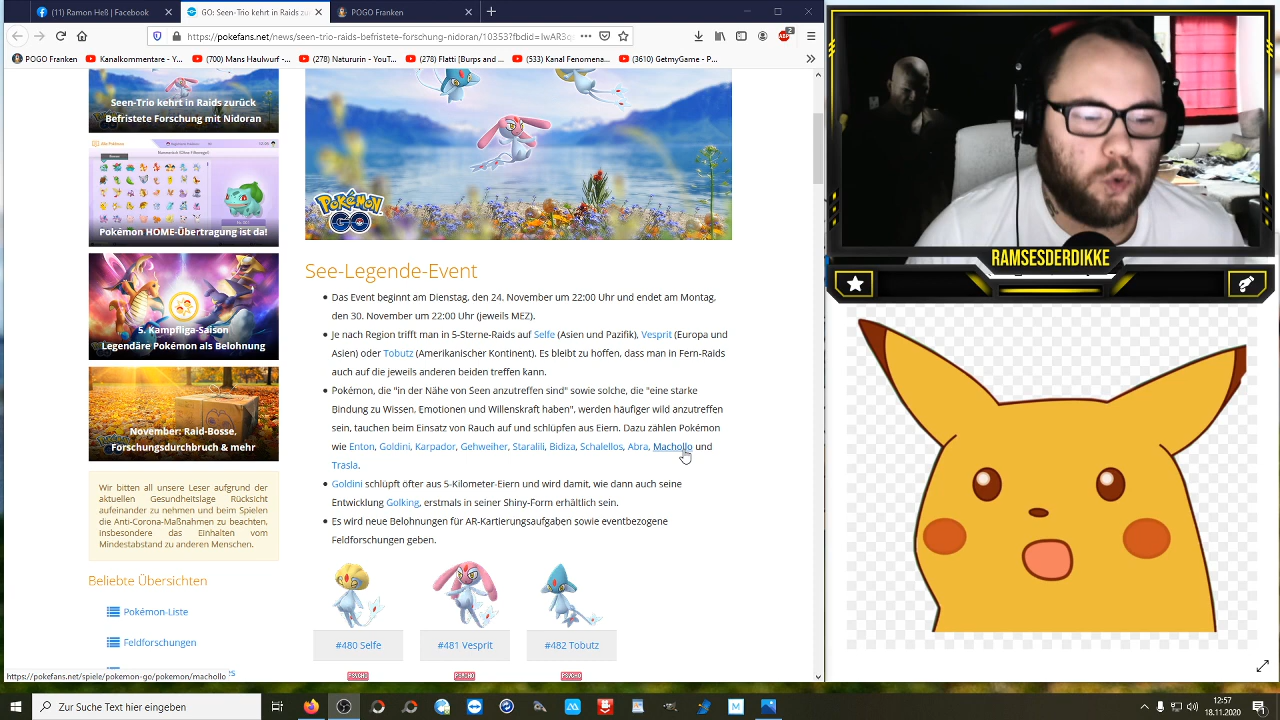 (11) Ramon Heß | Facebook
GO: Seen-Trio kehrt in Raids zu
POGO Franken
https://pokefans.net/news/seen-trio-raids-befristete-forschung-
POGO Franken
Kanalkommentare - Y...
(700) Mans Haulwurf -...
(278) Natururin - YouT...
(278) Flatti [Burps and ...
(533) Kanal Fenomena...
(3610) GetmyGame - P...
Seen-Trio kehrt in Raids zurück
Befristete Forschung mit Nidoran
Pokémon HOME-Übertragung ist da!
5. Kampfliga-Saison
Legendäre Pokémon als Belohnung
November: Raid-Bosse,
Forschungsdurchbruch & mehr
Wir bitten all unsere Leser aufgrund der
aktuellen Gesundheitslage Rücksicht
aufeinander zu nehmen und beim Spielen
die Anti-Corona-Maßnahmen zu beachten,
insbesondere das Einhalten vom
Mindestabstand zu anderen Menschen.
Beliebte Übersichten
Pokémon-Liste
Feldforschungen
POKÉMON
GO
See-Legende-Event
Das Event beginnt am Dienstag, den 24. November um 22:00 Uhr und endet am Montag,
den 30. November um 22:00 Uhr (jeweils MEZ).
Je nach Region trifft man in 5-Sterne-Raids auf Selfe (Asien und Pazifik), Vesprit (Europa und
Asien) oder Tobutz (Amerikanischer Kontinent). Es bleibt zu hoffen, dass man in Fern-Raids
auch auf die jeweils anderen beiden treffen kann.
Pokémon, die "in der Nähe von Seen anzutreffen sind" sowie solche, die "eine starke
Bindung zu Wissen, Emotionen und Willenskraft haben", werden häufiger wild anzutreffen
sein, tauchen beim Einsatz von Rauch auf und schlüpfen aus Eiern. Dazu zählen Pokémon
wie Enton, Goldini, Karpador, Gehweiher, Staralili, Bidiza, Schalellos, Abra, Machollo und
Trasla.
Goldini schlüpft öfter aus 5-Kilometer-Eiern und wird damit, wie dann auch seine
Entwicklung Golking, erstmals in seiner Shiny-Form erhältlich sein.
Es wird neue Belohnungen für AR-Kartierungsaufgaben sowie eventbezogene
Feldforschungen geben.
#480 Selfe
#481 Vesprit
#482 Tobutz
PSYCHO
PSYCHO
PSYCHO
https://pokefans.net/spiele/pokemon-go/pokemon/machollo
RAMSESDERDIKKE
Zur Suche Text hier eingeben
12:57
18.11.2020